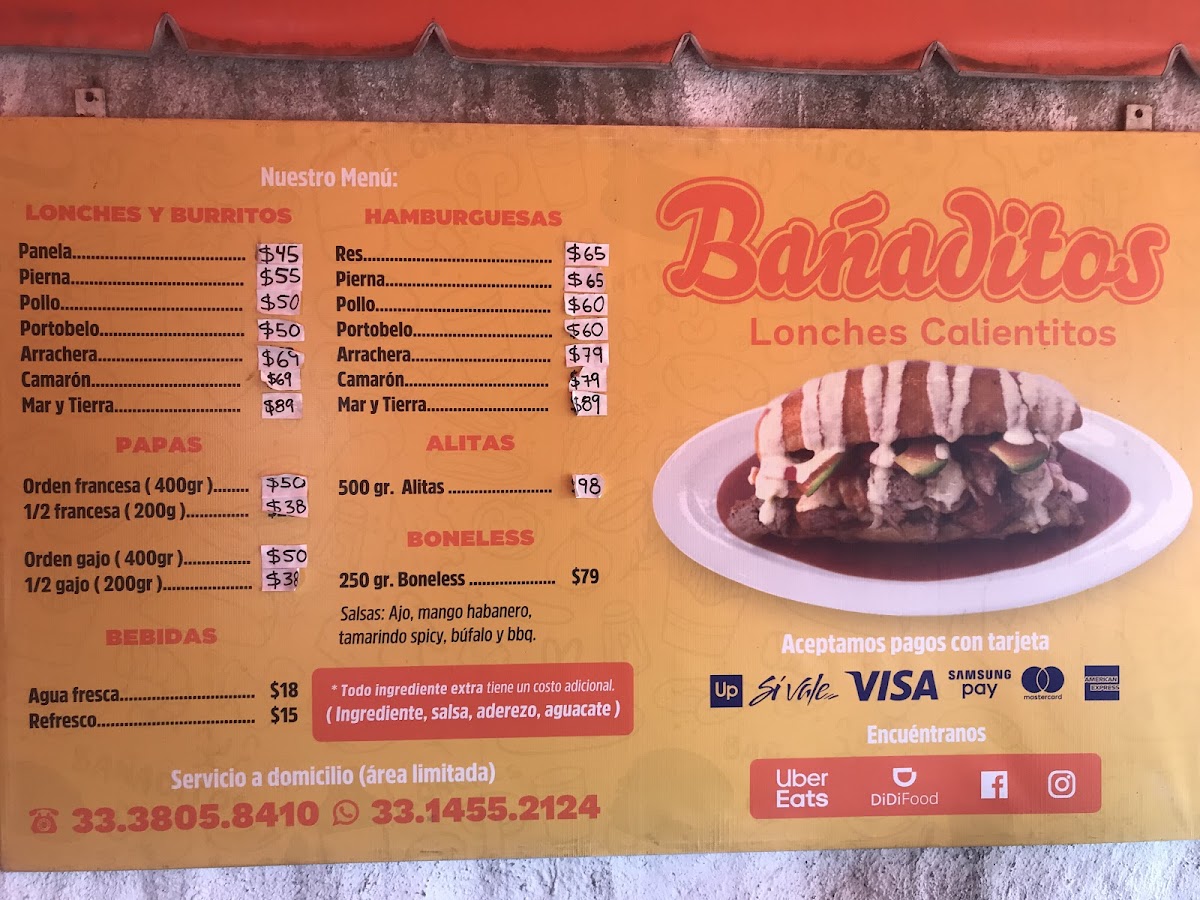 Nuestro Menú:
LONCHES Y BURRITOS
Panela.......................................... $45
Pierna.......................................... $55
Pollo............................................ $50
Portobelo.................................... $50
Arrachera.................................... $69
Camarón..................................... $69
Mar y Tierra............................... $89
PAPAS
Orden francesa ( 400gr )........ $50
1/2 francesa ( 200g )............... $38
Orden gajo ( 400gr )............... $50
1/2 gajo ( 200gr )..................... $38
BEBIDAS
Agua fresca................................. $18
Refresco...................................... $15
HAMBURGUESAS
Res.............................................. $65
Pierna.......................................... $65
Pollo............................................ $60
Portobelo.................................... $60
Arrachera.................................... $79
Camarón..................................... $79
Mar y Tierra............................... $89
ALITAS
500 gr. Alitas ......................... 98
BONELESS
250 gr. Boneless ..................... $79
Salsas: Ajo, mango habanero,
tamarindo spicy, búfalo y bbq.
* Todo ingrediente extra tiene un costo adicional.
( Ingrediente, salsa, aderezo, aguacate )
Servicio a domicilio (área limitada)
33.3805.8410 33.1455.2124
Bañaditos
Lonches Calientitos
Aceptamos pagos con tarjeta
Up Sí Vale VISA SAMSUNG pay mastercard AMERICAN EXPRESS
Encuéntranos
Uber Eats DiDi Food